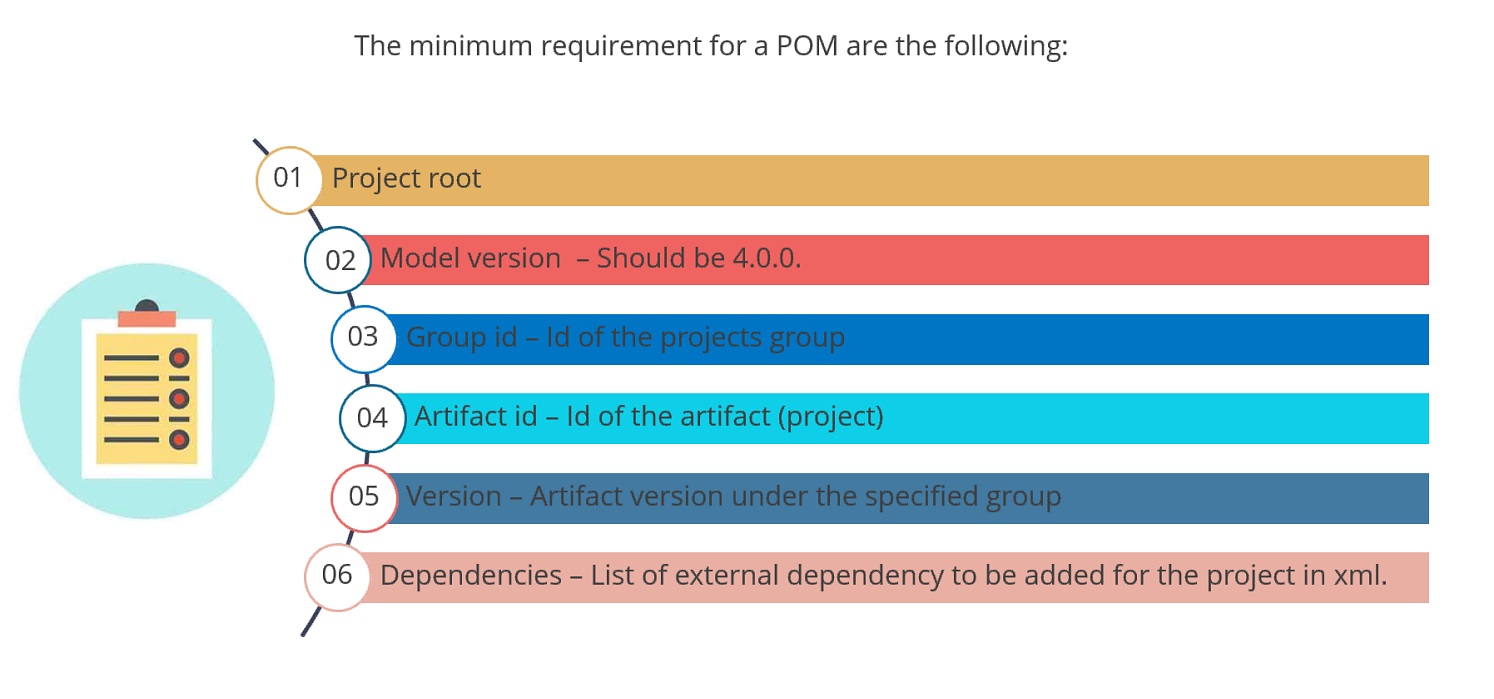 The minimum requirement for a POM are the following:
01 Project root
02 Model version – Should be 4.0.0.
03 Group id – Id of the projects group
04 Artifact id – Id of the artifact (project)
05 Version – Artifact version under the specified group
06 Dependencies – List of external dependency to be added for the project in xml.